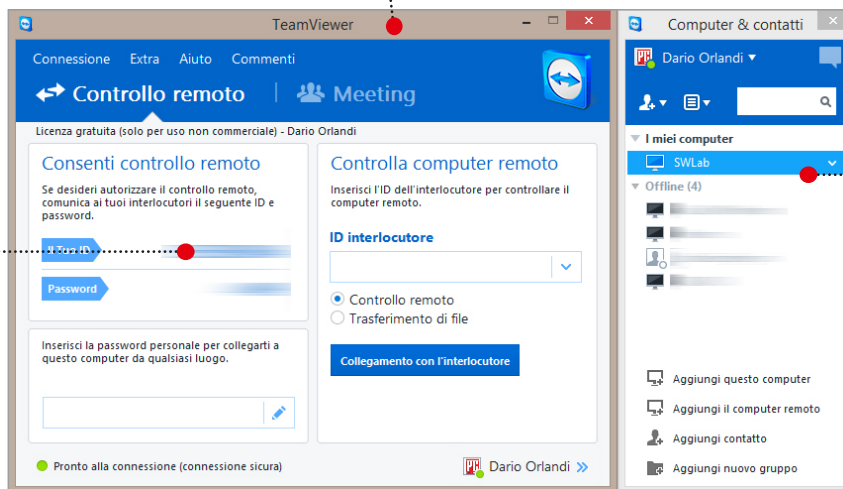 TeamViewer
Connessione Extra Aiuto Commenti
Controllo remoto
Meeting
Licenza gratuita (solo per uso non commerciale) - Dario Orlandi
Consenti controllo remoto
Se desideri autorizzare il controllo remoto,
comunica ai tuoi interlocutori il seguente ID e
password.
Il Tuo ID
Password
Inserisci la password personale per collegarti a
questo computer da qualsiasi luogo.
Controlla computer remoto
Inserisci l'ID dell'interlocutore per controllare il
computer remoto.
ID interlocutore
Controllo remoto
Trasferimento di file
Collegamento con l'interlocutore
Pronto alla connessione (connessione sicura)
Dario Orlandi
Computer & contatti
Dario Orlandi
I miei computer
SWLab
Offline (4)
Aggiungi questo computer
Aggiungi il computer remoto
Aggiungi contatto
Aggiungi nuovo gruppo